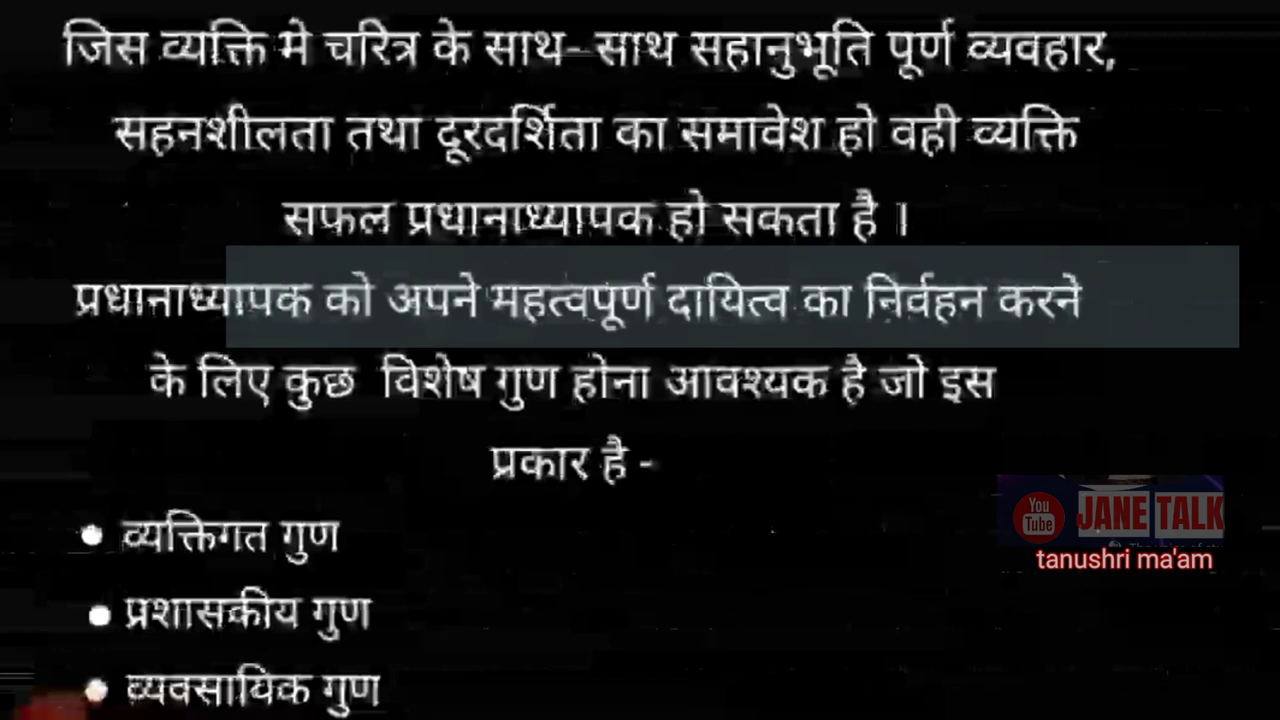 जिस व्यक्ति मे चरित्र के साथ-साथ सहानुभूति पूर्ण व्यवहार,
सहनशीलता तथा दूरदर्शिता का समावेश हो वही व्यक्ति
सफल प्रधानाध्यापक हो सकता है ।
प्रधानाध्यापक को अपने महत्वपूर्ण दायित्व का निर्वहन करने
के लिए कुछ विशेष गुण होना आवश्यक है जो इस
प्रकार है -
• व्यक्तिगत गुण
• प्रशासकीय गुण
• व्यवसायिक गुण
You Tube JANE TALK
tanushri ma'am